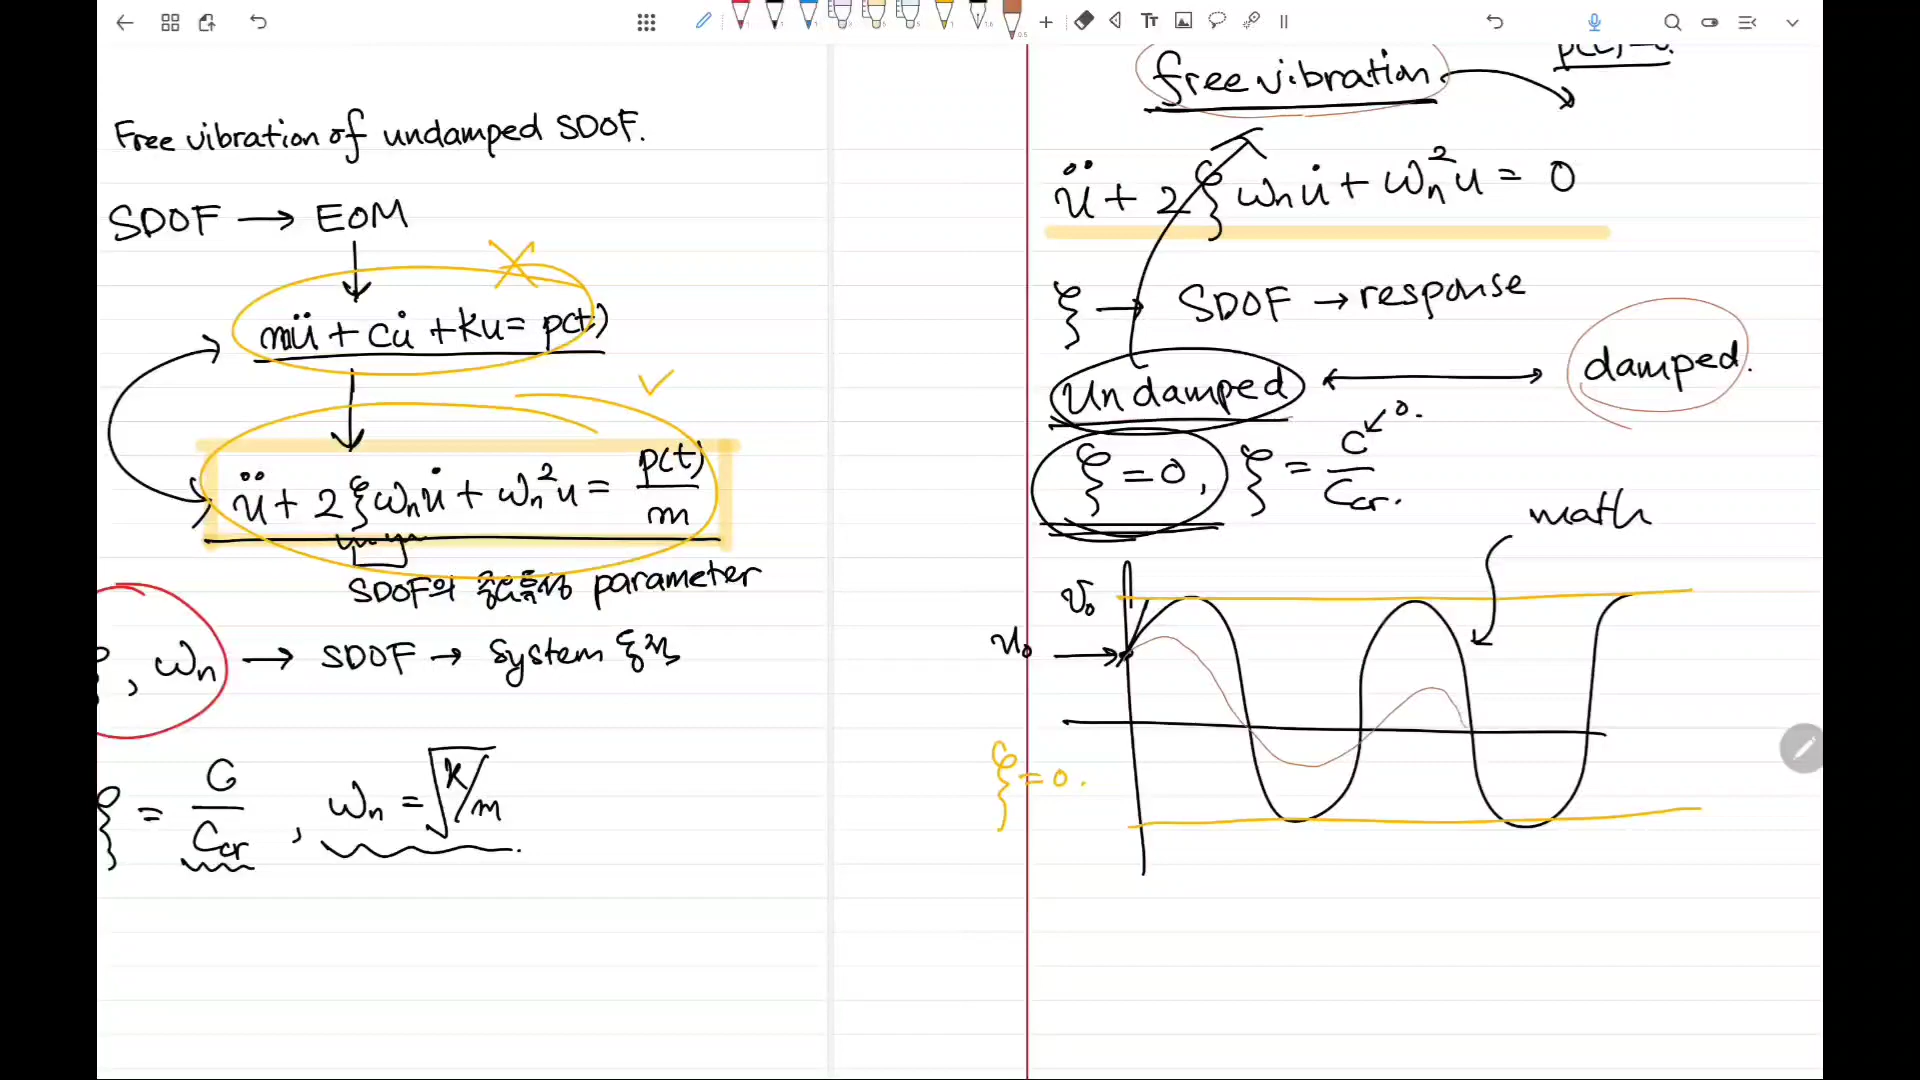 Free vibration of undamped SDOF.
SDOF → EOM
mü + cu̇ + ku = p(t)
ü + 2ξωnu̇ + ωn²u = p(t)/m
SDOF의 parameter
, ωn → SDOF → System
ξ = C/Ccr , ωn = √k/m .
free vibration
ü + 2ξωnu̇ + ωn²u = 0
ξ → SDOF → response
Undamped ↔ damped.
ξ = 0, ξ = C/Ccr. 0.
math
v₀
u₀
ξ = 0.